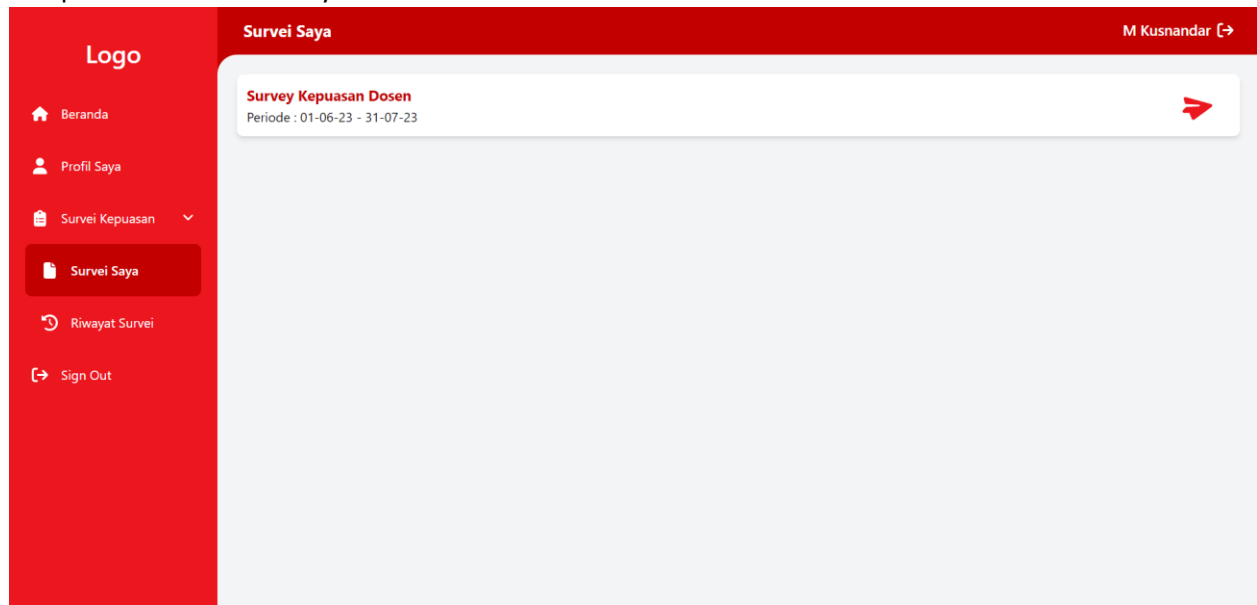 Logo
Beranda
Profil Saya
Survei Kepuasan
Survei Saya
Riwayat Survei
Sign Out
Survei Saya
M Kusnandar
Survey Kepuasan Dosen
Periode : 01-06-23 - 31-07-23